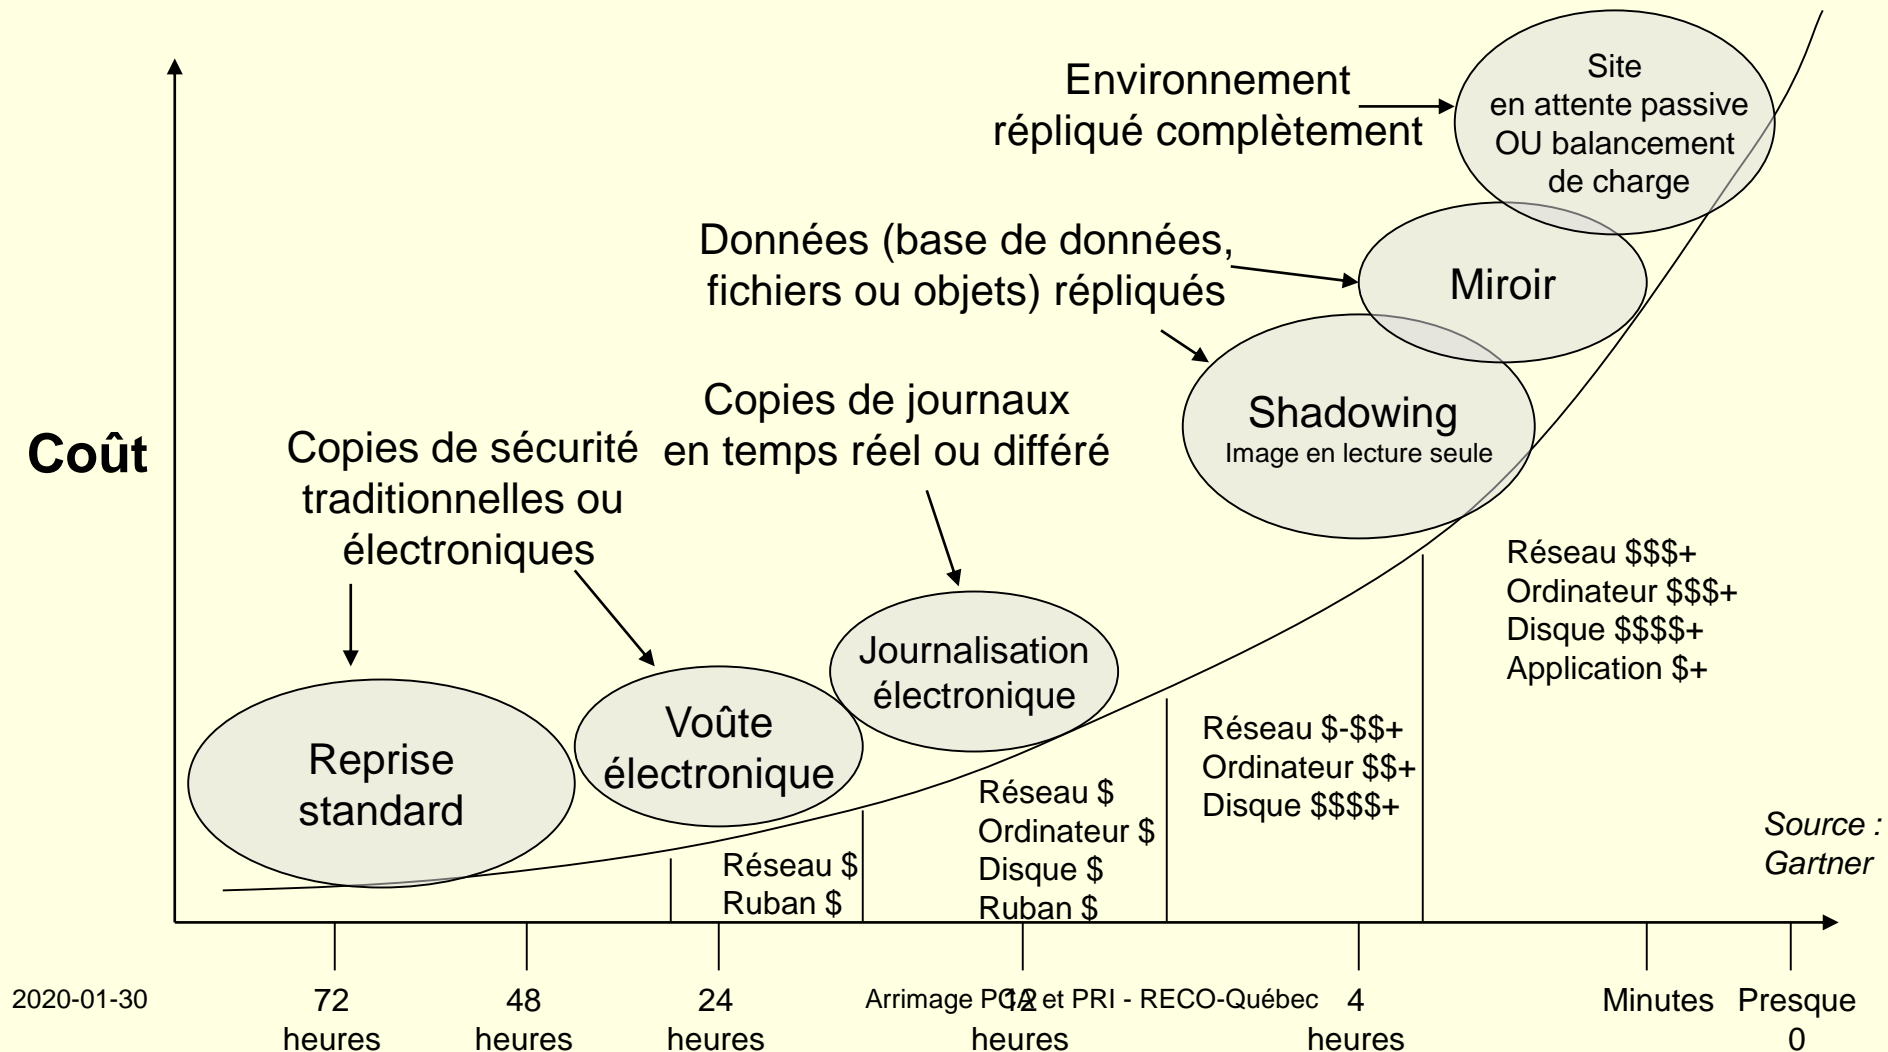 Site
en attente passive
OU balancement
de charge
Environnement
répliqué complètement
Données (base de données,
fichiers ou objets) répliqués
Miroir
Shadowing
Image en lecture seule
Copies de journaux
en temps réel ou différé
Copies de sécurité
traditionnelles ou
électroniques
Coût
Journalisation
électronique
Voûte
électronique
Reprise
standard
Réseau $$$+
Ordinateur $$$+
Disque $$$$+
Application $+
Réseau $-$$+
Ordinateur $$+
Disque $$$$+
Réseau $
Ordinateur $
Disque $
Ruban $
Réseau $
Ruban $
Source :
Gartner
72
heures
48
heures
24
heures
12
heures
4
heures
Minutes
Presque
0
2020-01-30
Arrimage PCA et PRI - RECO-Québec